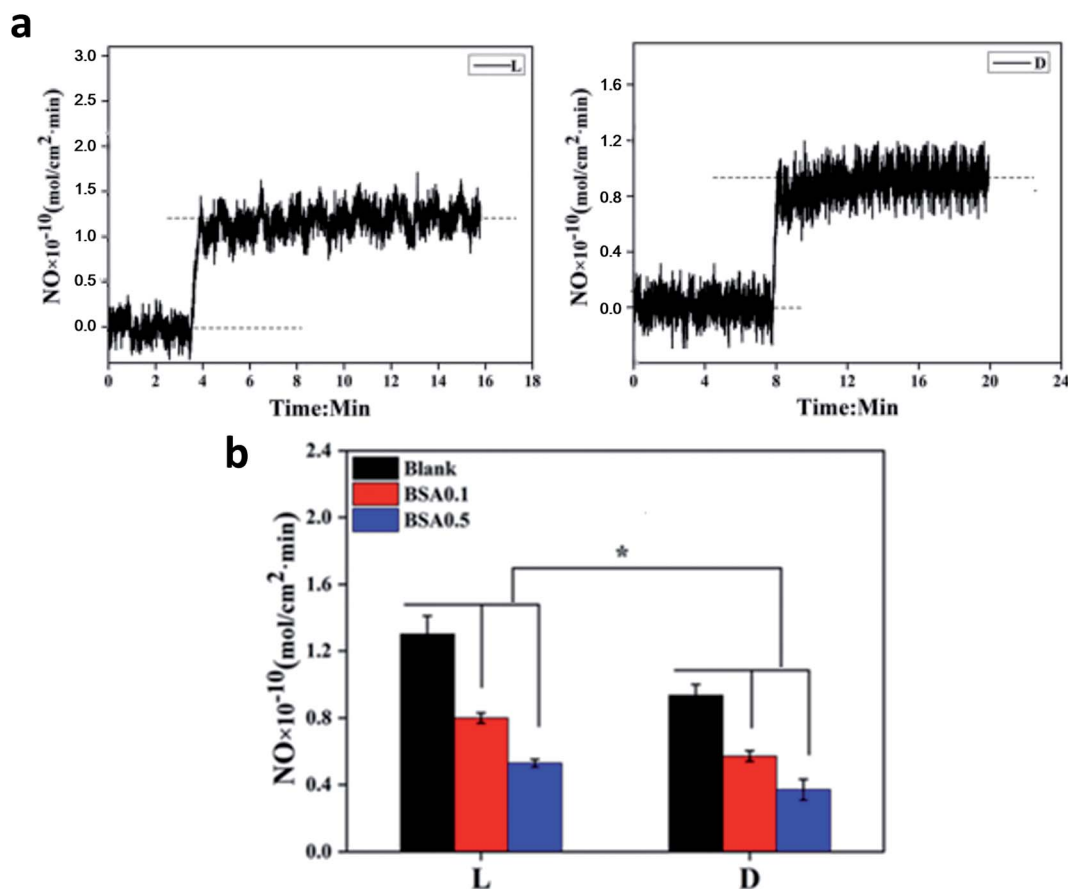 a
NO×10⁻¹⁰(mol/cm²·min)
3.0
2.5
2.0
1.5
1.0
0.5
0.0
L
0 2 4 6 8 10 12 14 16 18
Time:Min
NO×10⁻¹⁰(mol/cm²·min)
1.6
1.2
0.8
0.4
0.0
D
0 4 8 12 16 20 24
Time:Min
b
NO×10⁻¹⁰(mol/cm²·min)
2.4
2.0
1.6
1.2
0.8
0.4
0.0
Blank
BSA0.1
BSA0.5
*
L D